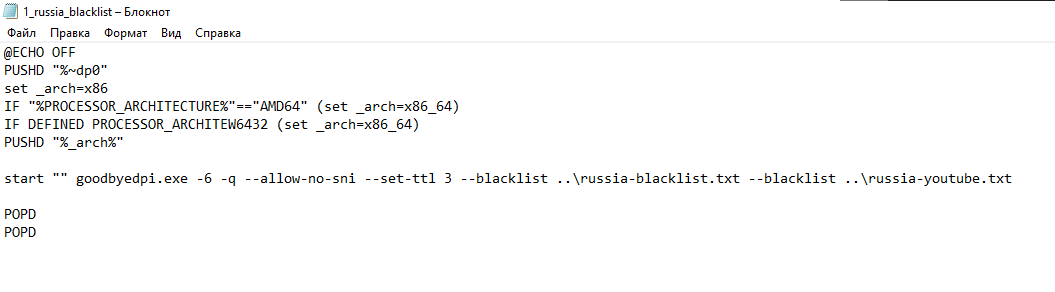 1_russia_blacklist – Блокнот
Файл Правка Формат Вид Справка
@ECHO OFF
PUSHD "%~dp0"
set _arch=x86
IF "%PROCESSOR_ARCHITECTURE%"=="AMD64" (set _arch=x86_64)
IF DEFINED PROCESSOR_ARCHITEW6432 (set _arch=x86_64)
PUSHD "%_arch%"
start "" goodbyedpi.exe -6 -q --allow-no-sni --set-ttl 3 --blacklist ..\russia-blacklist.txt --blacklist ..\russia-youtube.txt
POPD
POPD